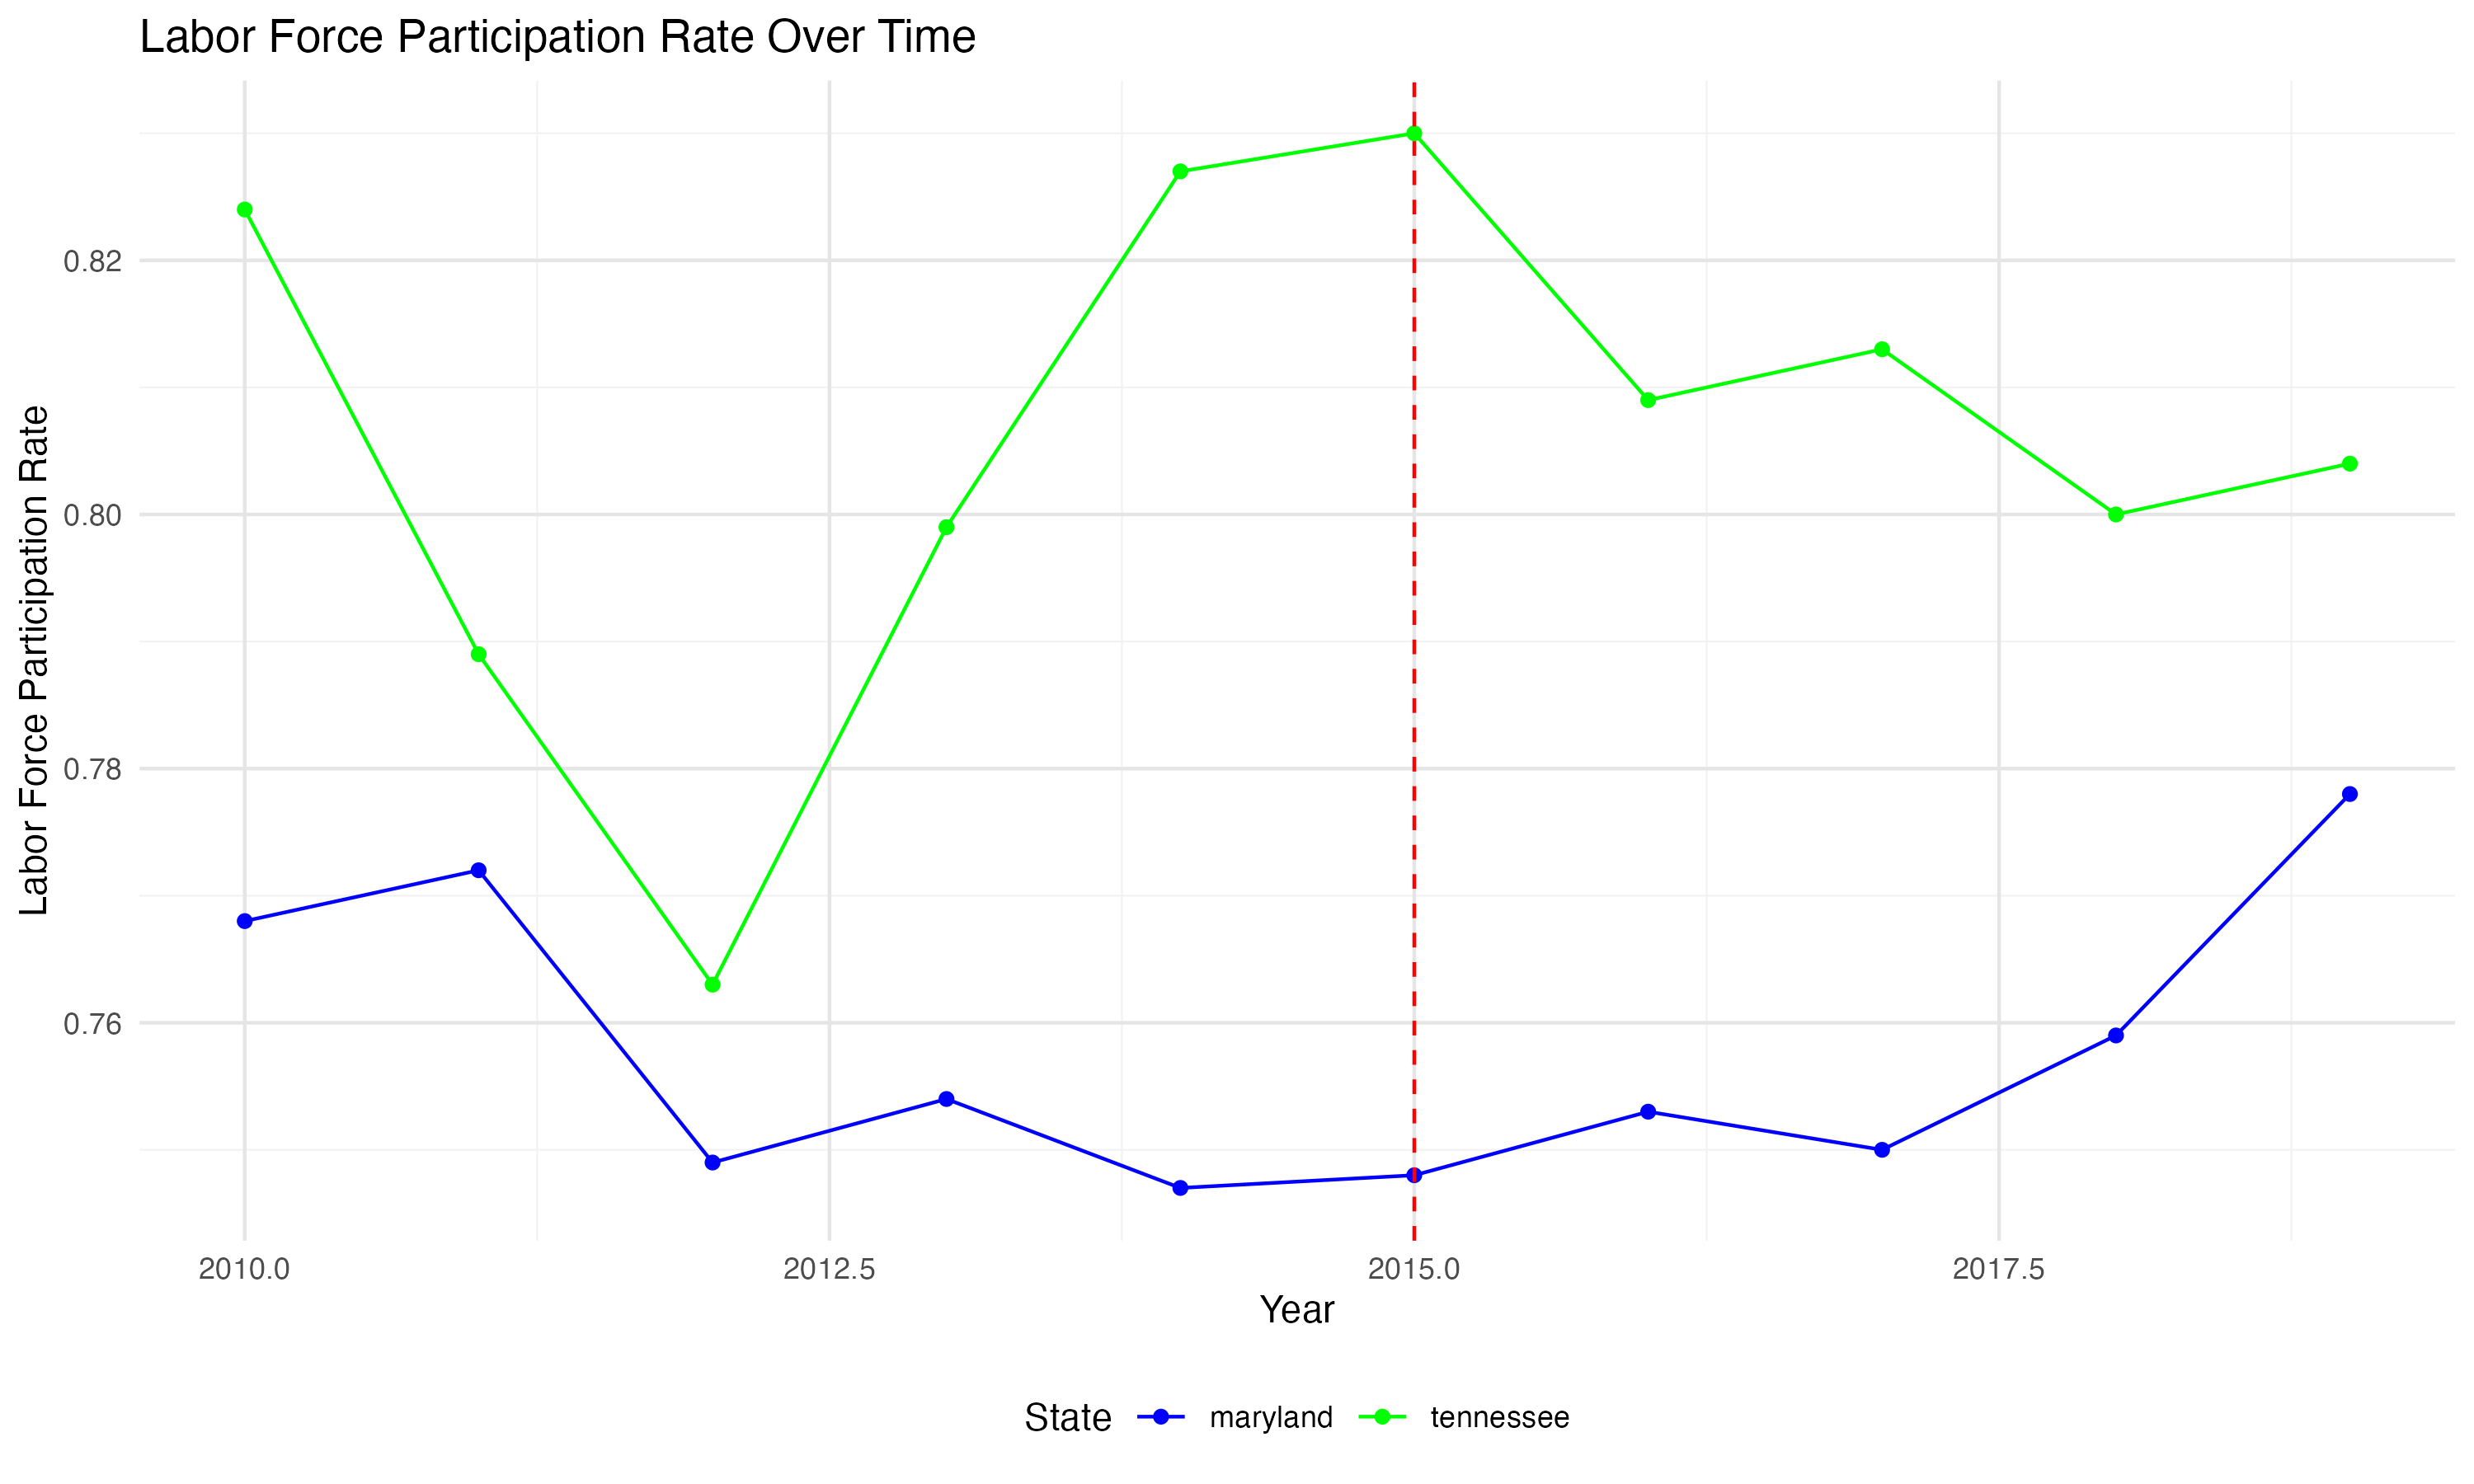 Labor Force Participation Rate Over Time
Labor Force Participation Rate
0.82
0.80
0.78
0.76
2010.0 2012.5 2015.0 2017.5
Year
State maryland tennessee